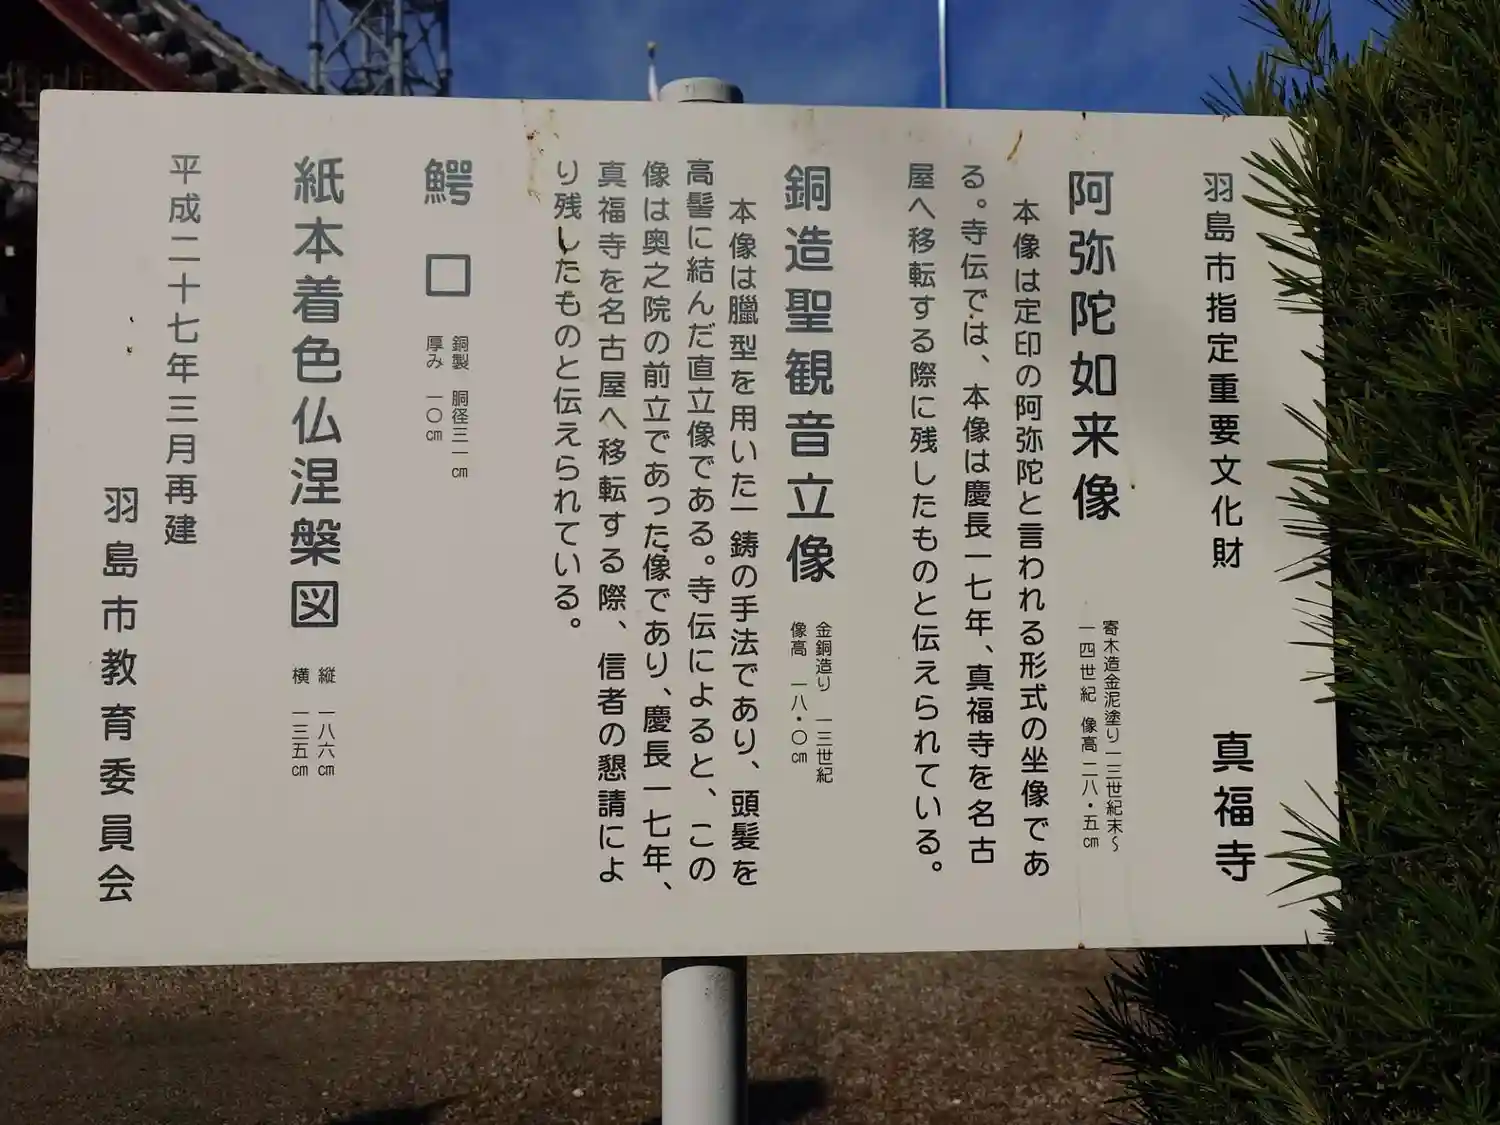 羽島市指定重要文化財　真福寺
阿弥陀如来像　寄木造金泥塗り一三世紀末〜
一四世紀　像高二八・五㎝
本像は定印の阿弥陀と言われる形式の坐像であ
る。寺伝では、本像は慶長一七年、真福寺を名古
屋へ移転する際に残したものと伝えられている。
銅造聖観音立像　金銅造り　一三世紀
像高　一八・〇㎝
本像は臘型を用いた一鋳の手法であり、頭髪を
高髻に結んだ直立像である。寺伝によると、この
像は奥之院の前立であった像であり、慶長一七年、
真福寺を名古屋へ移転する際、信者の懇請によ
り残したものと伝えられている。
鰐口　銅製　胴径三一㎝
厚み　一〇㎝
紙本着色仏涅槃図　縦　一八六㎝
横　一三五㎝
平成二十七年三月再建
羽島市教育委員会